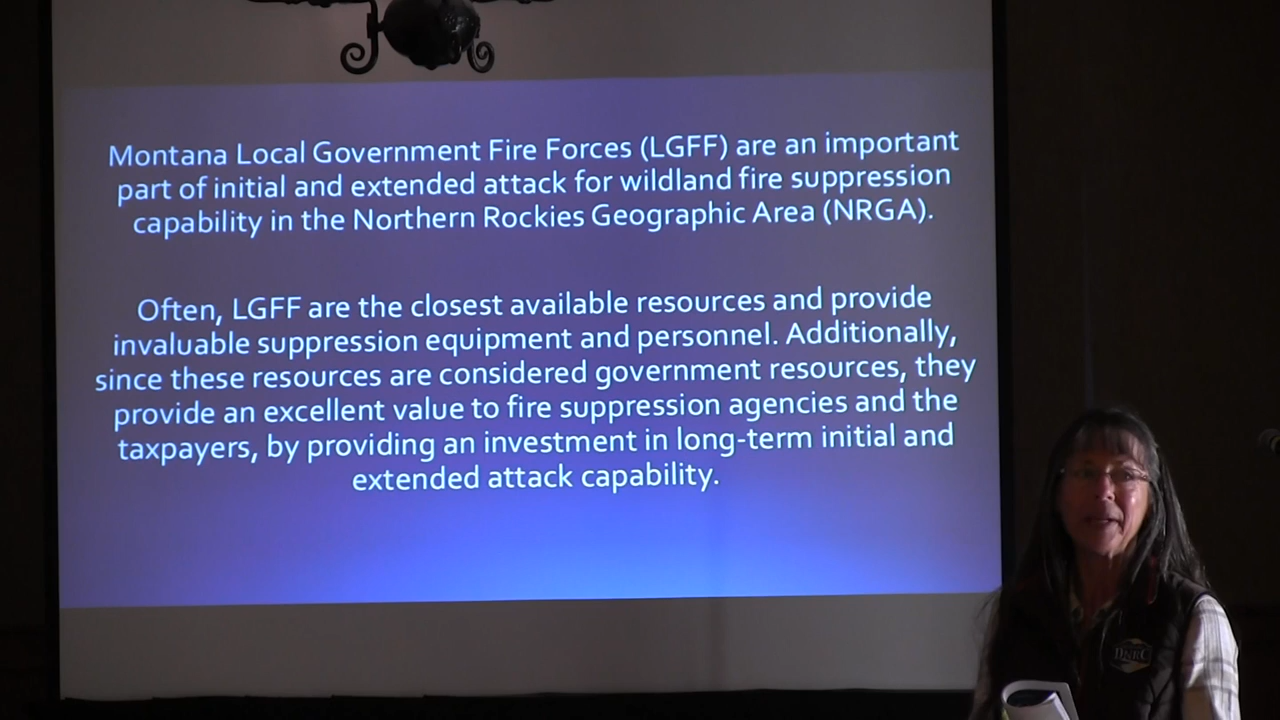 Montana Local Government Fire Forces (LGFF) are an important
part of initial and extended attack for wildland fire suppression
capability in the Northern Rockies Geographic Area (NRGA).
Often, LGFF are the closest available resources and provide
invaluable suppression equipment and personnel. Additionally,
since these resources are considered government resources, they
provide an excellent value to fire suppression agencies and the
taxpayers, by providing an investment in long-term initial and
extended attack capability.
DNRC